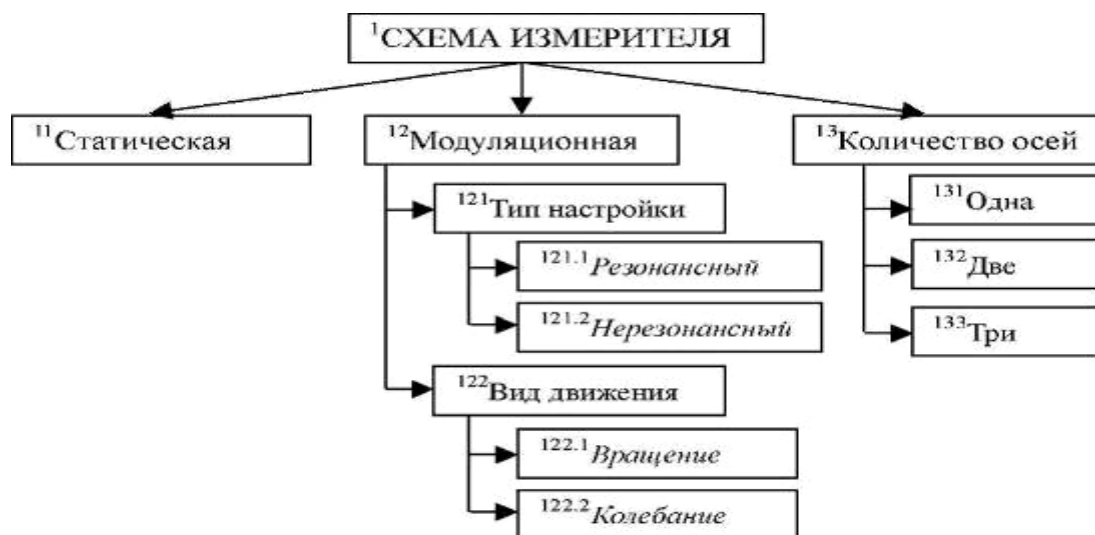 1СХЕМА ИЗМЕРИТЕЛЯ
11Статическая
12Модуляционная
13Количество осей
121Тип настройки
131Одна
121.1Резонансный
132Две
121.2Нерезонансный
133Три
122Вид движения
122.1Вращение
122.2Колебание